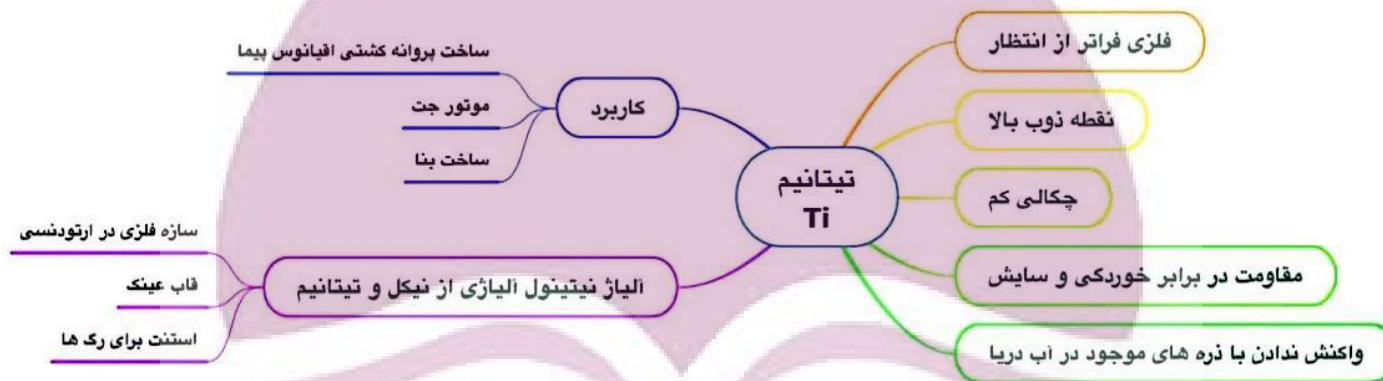 تیتانیم
Ti
فلزی فراتر از انتظار
نقطه ذوب بالا
چکالی کم
مقاومت در برابر خوردگی و سایش
واکنش ندادن با ذره های موجود در آب دریا
کاربرد
ساخت پروانه کشتی اقیانوس پیما
موتور جت
ساخت بنا
آلیاژ نیتینول آلیاژی از نیکل و تیتانیم
سازه فلزی در ارتودنسی
قاب عینک
استنت برای رگ ها